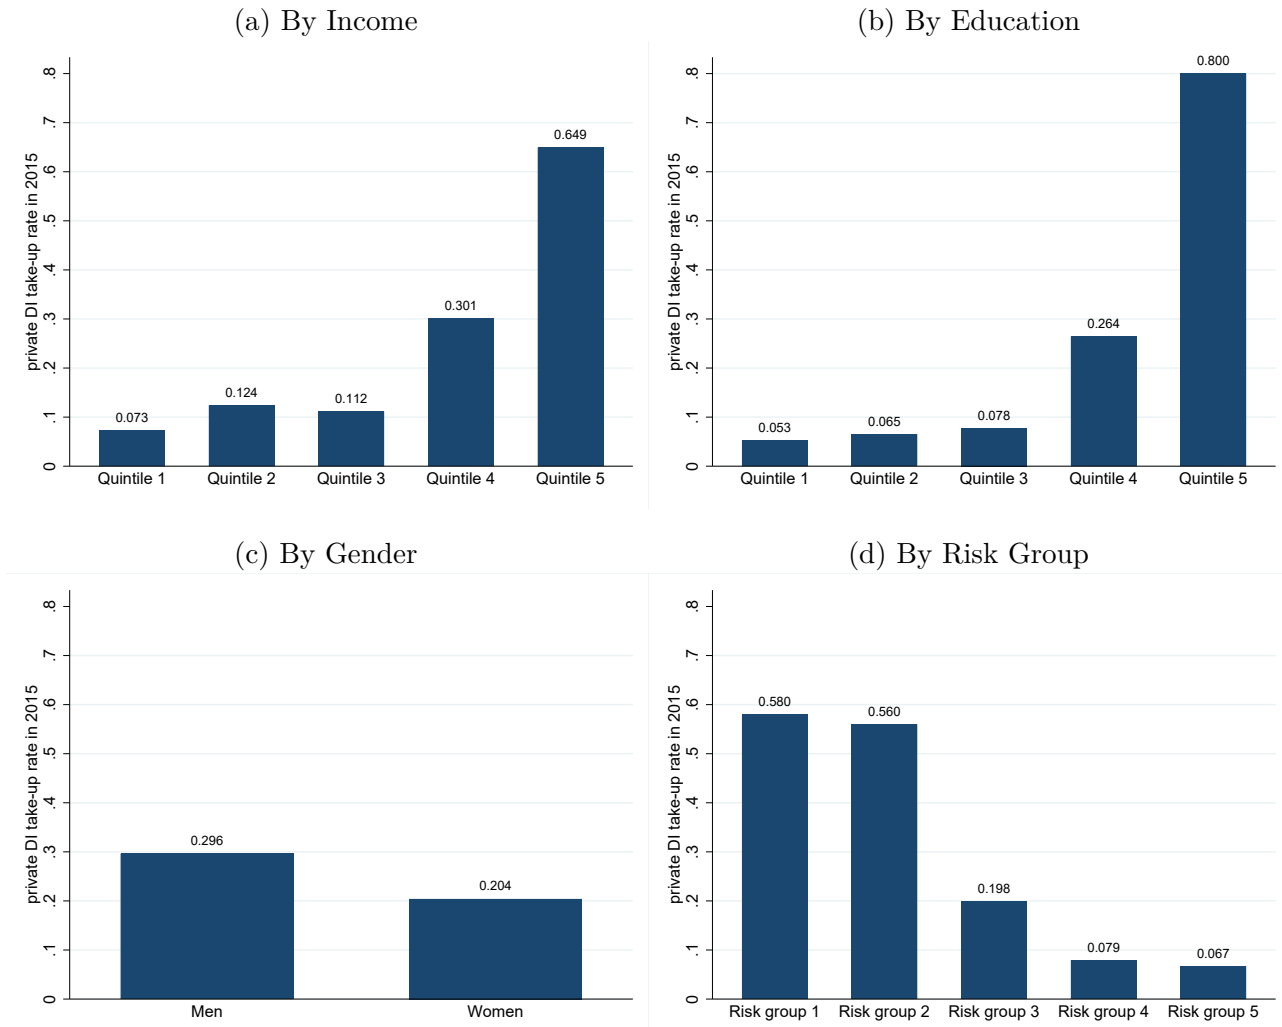 (a) By Income
private DI take-up rate in 2015
.8
.7
.6
.5
.4
.3
.2
.1
0
0.073
0.124
0.112
0.301
0.649
Quintile 1
Quintile 2
Quintile 3
Quintile 4
Quintile 5
(b) By Education
private DI take-up rate in 2015
.8
.7
.6
.5
.4
.3
.2
.1
0
0.053
0.065
0.078
0.264
0.800
Quintile 1
Quintile 2
Quintile 3
Quintile 4
Quintile 5
(c) By Gender
private DI take-up rate in 2015
.8
.7
.6
.5
.4
.3
.2
.1
0
0.296
0.204
Men
Women
(d) By Risk Group
private DI take-up rate in 2015
.8
.7
.6
.5
.4
.3
.2
.1
0
0.580
0.560
0.198
0.079
0.067
Risk group 1
Risk group 2
Risk group 3
Risk group 4
Risk group 5